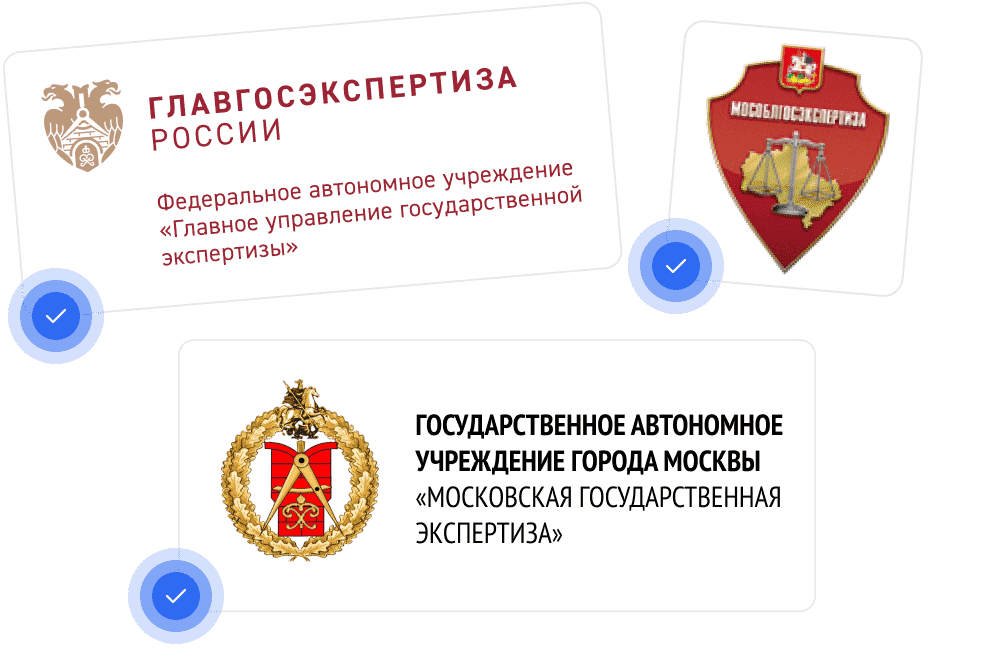 ГЛАВГОСЭКСПЕРТИЗА
РОССИИ
Федеральное автономное учреждение
«Главное управление государственной
экспертизы»
МОСОБЛГОСЭКСПЕРТИЗА
ГОСУДАРСТВЕННОЕ АВТОНОМНОЕ
УЧРЕЖДЕНИЕ ГОРОДА МОСКВЫ
«МОСКОВСКАЯ ГОСУДАРСТВЕННАЯ
ЭКСПЕРТИЗА»